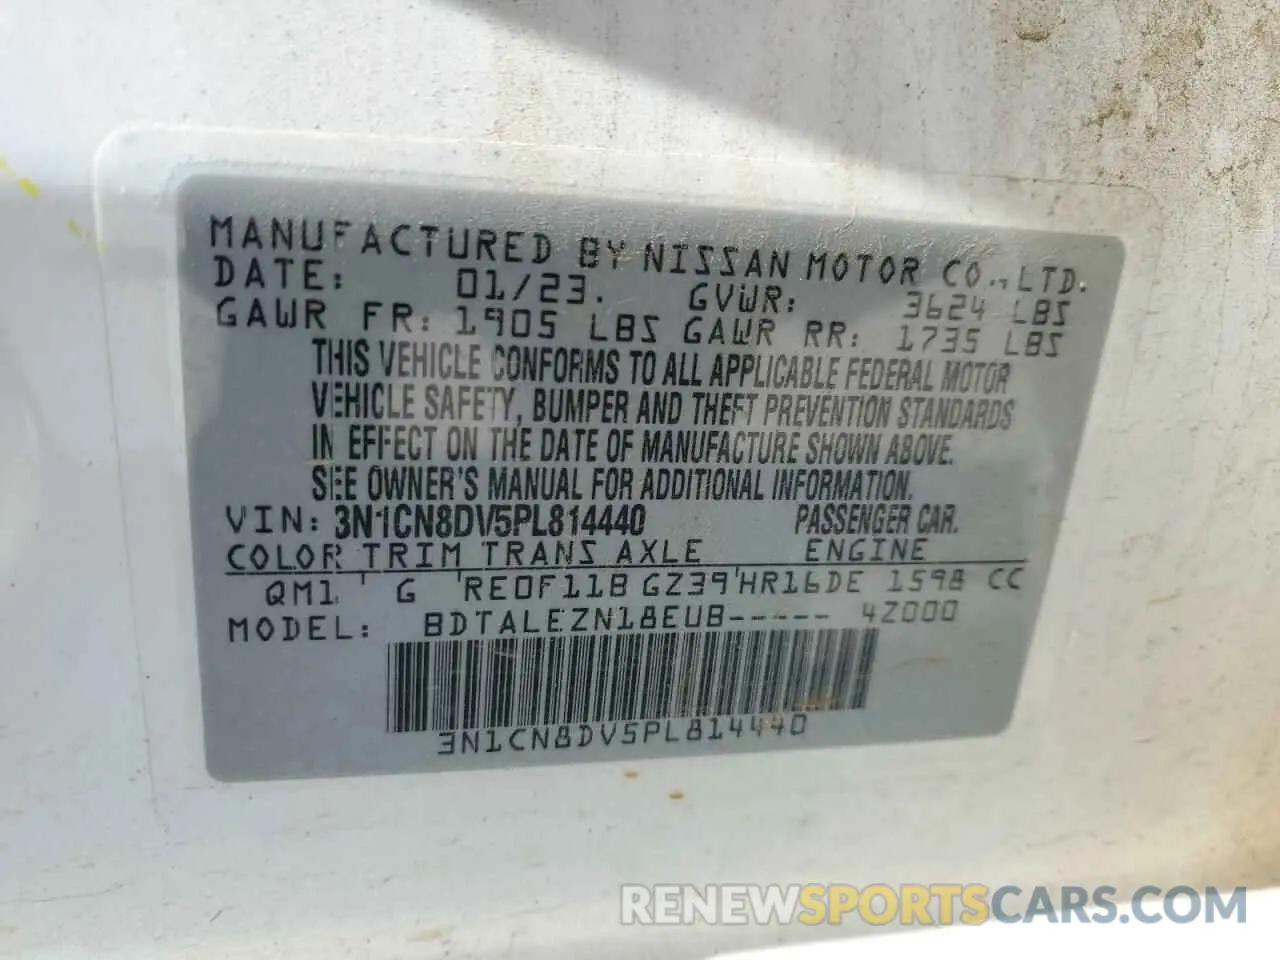 MANUFACTURED BY NISSAN MOTOR CO., LTD.
DATE: 01/23. GVWR: 3624 LBS
GAWR FR: 1905 LBS GAWR RR: 1735 LBS
THIS VEHICLE CONFORMS TO ALL APPLICABLE FEDERAL MOTOR
VEHICLE SAFETY, BUMPER AND THEFT PREVENTION STANDARDS
IN EFFECT ON THE DATE OF MANUFACTURE SHOWN ABOVE.
SEE OWNER'S MANUAL FOR ADDITIONAL INFORMATION.
VIN: 3N1CN8DV5PL814440 PASSENGER CAR.
COLOR TRIM TRANS AXLE ENGINE
QM1 ' G 'RE0F11B GZ39'HR16DE 1598 CC
MODEL: BDTALEZN18EUB----- 4Z000
3N1CN8DV5PL814440
RENEWSPORTSCARS.COM